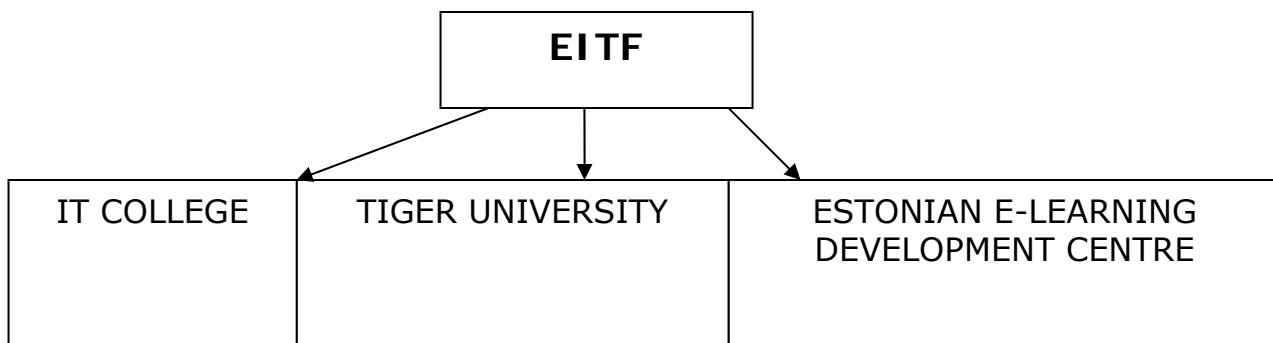 EITF
IT COLLEGE
TIGER UNIVERSITY
ESTONIAN E-LEARNING
DEVELOPMENT CENTRE